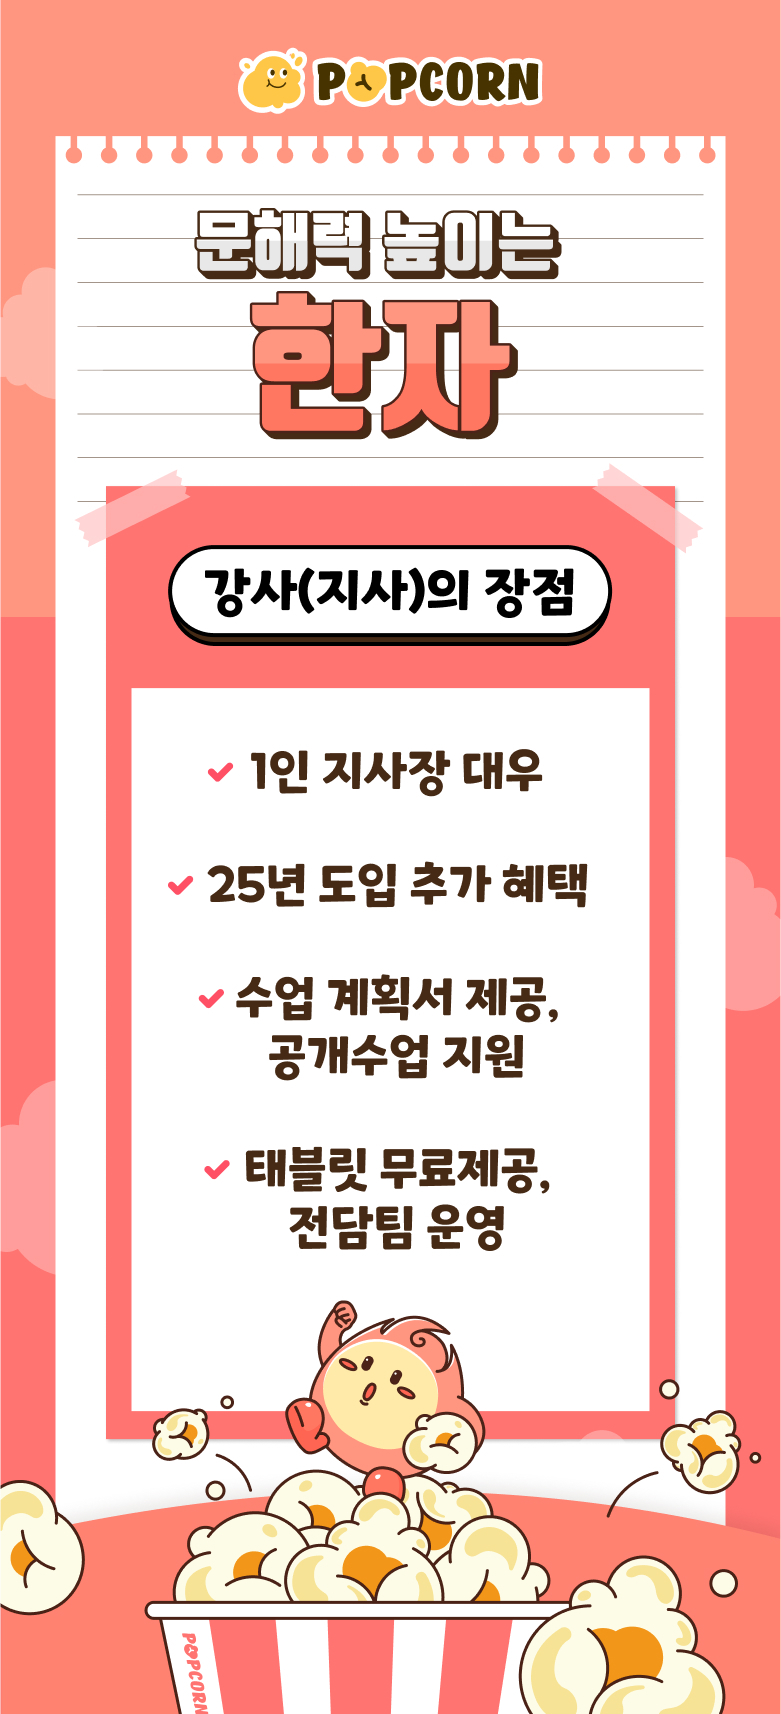 POPCORN
문해력 높이는
한자
강사(지사)의 장점
1인 지사장 대우
25년 도입 추가 혜택
수업 계획서 제공,
공개수업 지원
태블릿 무료제공,
전담팀 운영
POPCORN